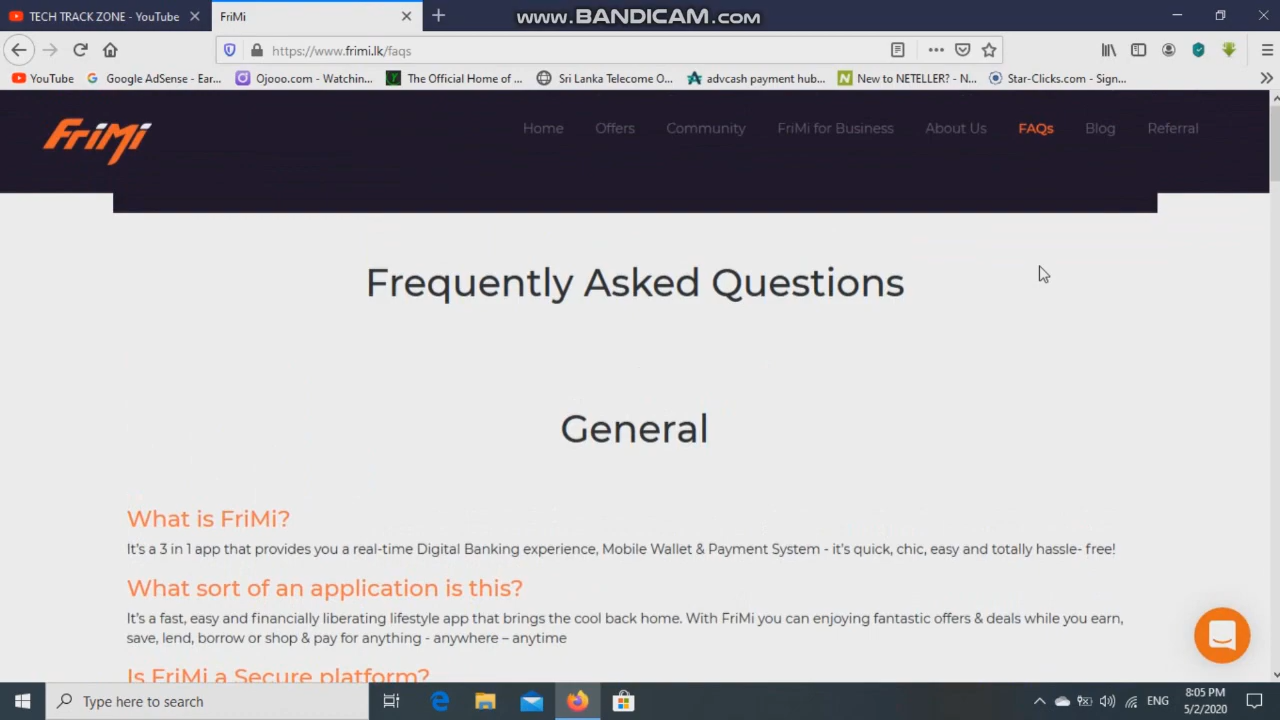 TECH TRACK ZONE - YouTube
FriMi
www.BANDICAM.com
https://www.frimi.lk/faqs
YouTube
Google AdSense - Ear...
Ojooo.com - Watchin...
The Official Home of ...
Sri Lanka Telecome O...
advcash payment hub...
New to NETELLER? - N...
Star-Clicks.com - Sign...
FriMi
Home
Offers
Community
FriMi for Business
About Us
FAQs
Blog
Referral
Frequently Asked Questions
General
What is FriMi?
It's a 3 in 1 app that provides you a real-time Digital Banking experience, Mobile Wallet & Payment System - it's quick, chic, easy and totally hassle- free!
What sort of an application is this?
It's a fast, easy and financially liberating lifestyle app that brings the cool back home. With FriMi you can enjoying fantastic offers & deals while you earn,
save, lend, borrow or shop & pay for anything - anywhere – anytime
Is FriMi a Secure platform?
Type here to search
ENG
8:05 PM
5/2/2020